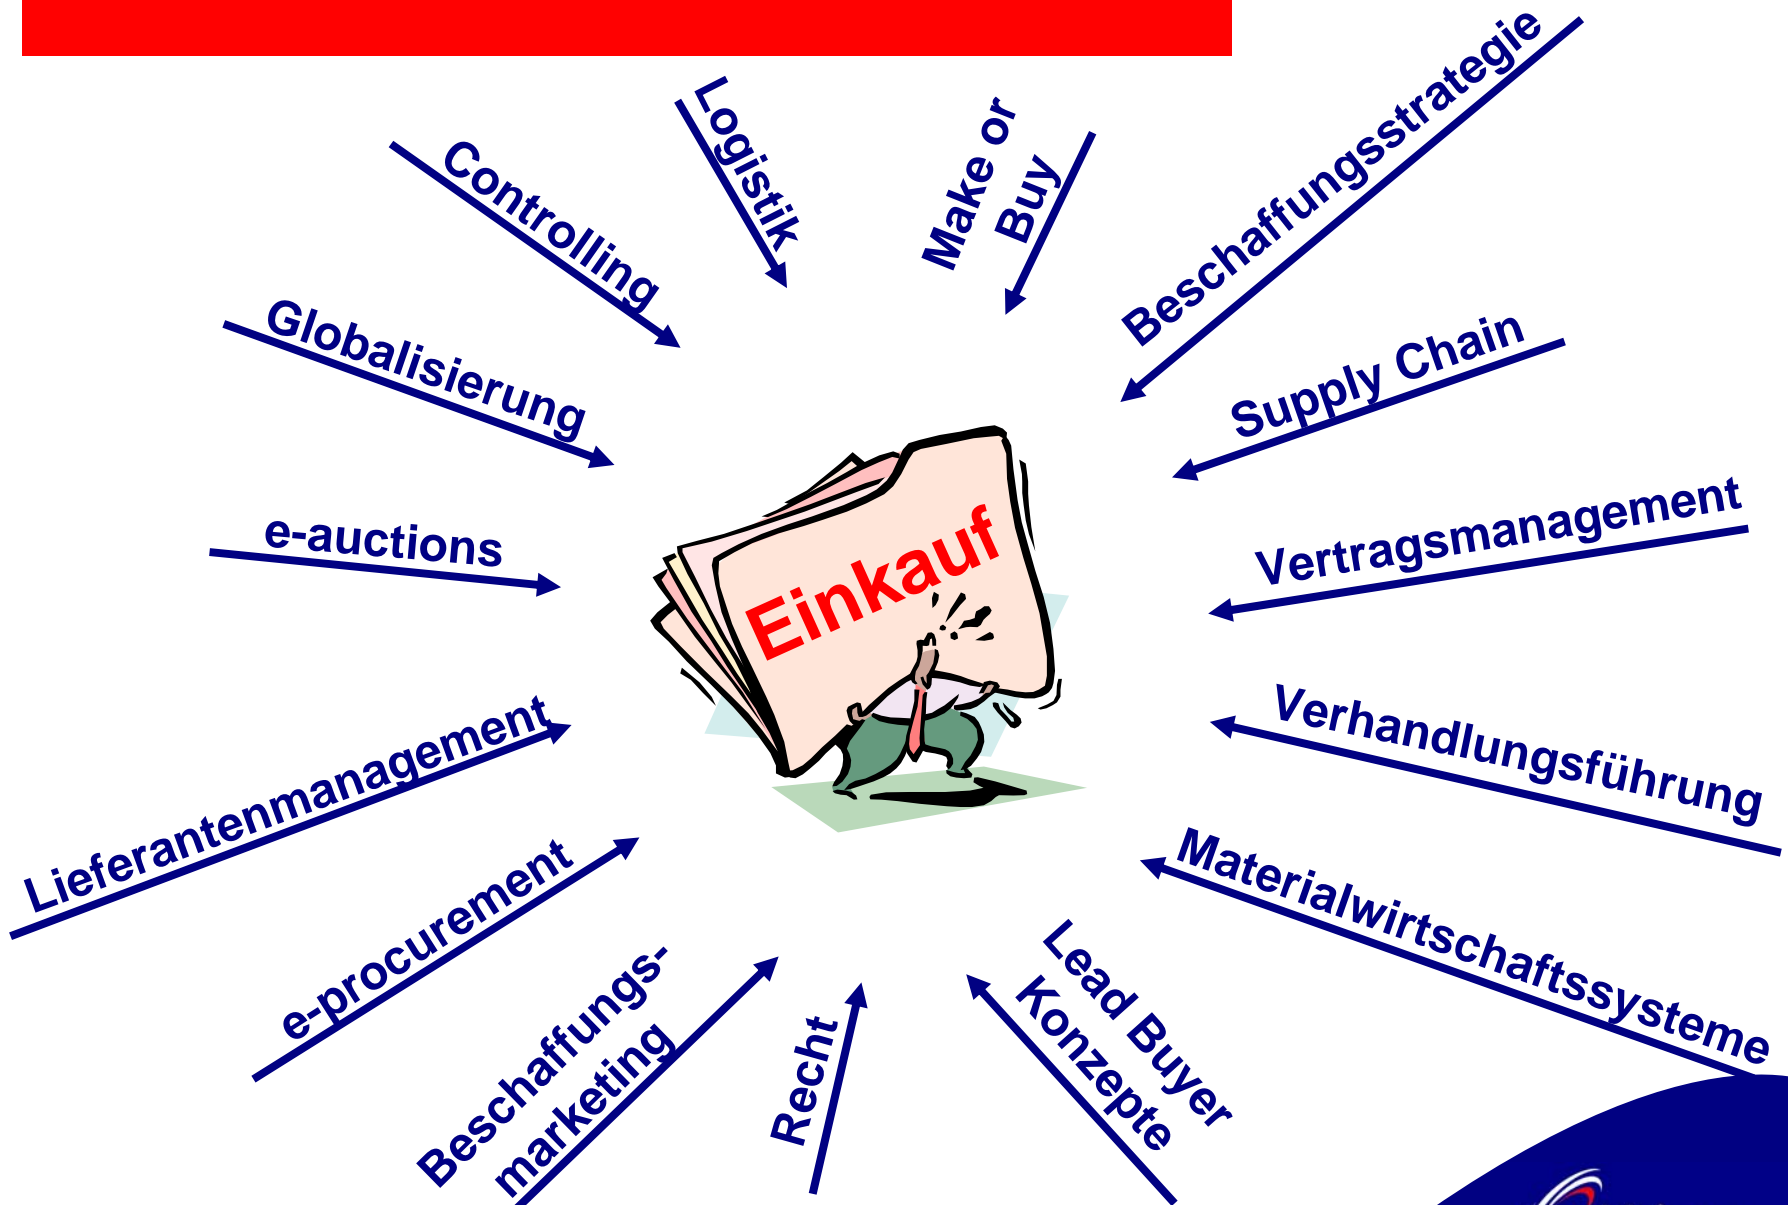 Logistik
Make or
Buy
Beschaffungsstrategie
Controlling
Globalisierung
Supply Chain
e-auctions
Vertragsmanagement
Einkauf
Lieferantenmanagement
Verhandlungsführung
e-procurement
Materialwirtschaftssysteme
Beschaffungs-
marketing
Recht
Lead Buyer
Konzepte